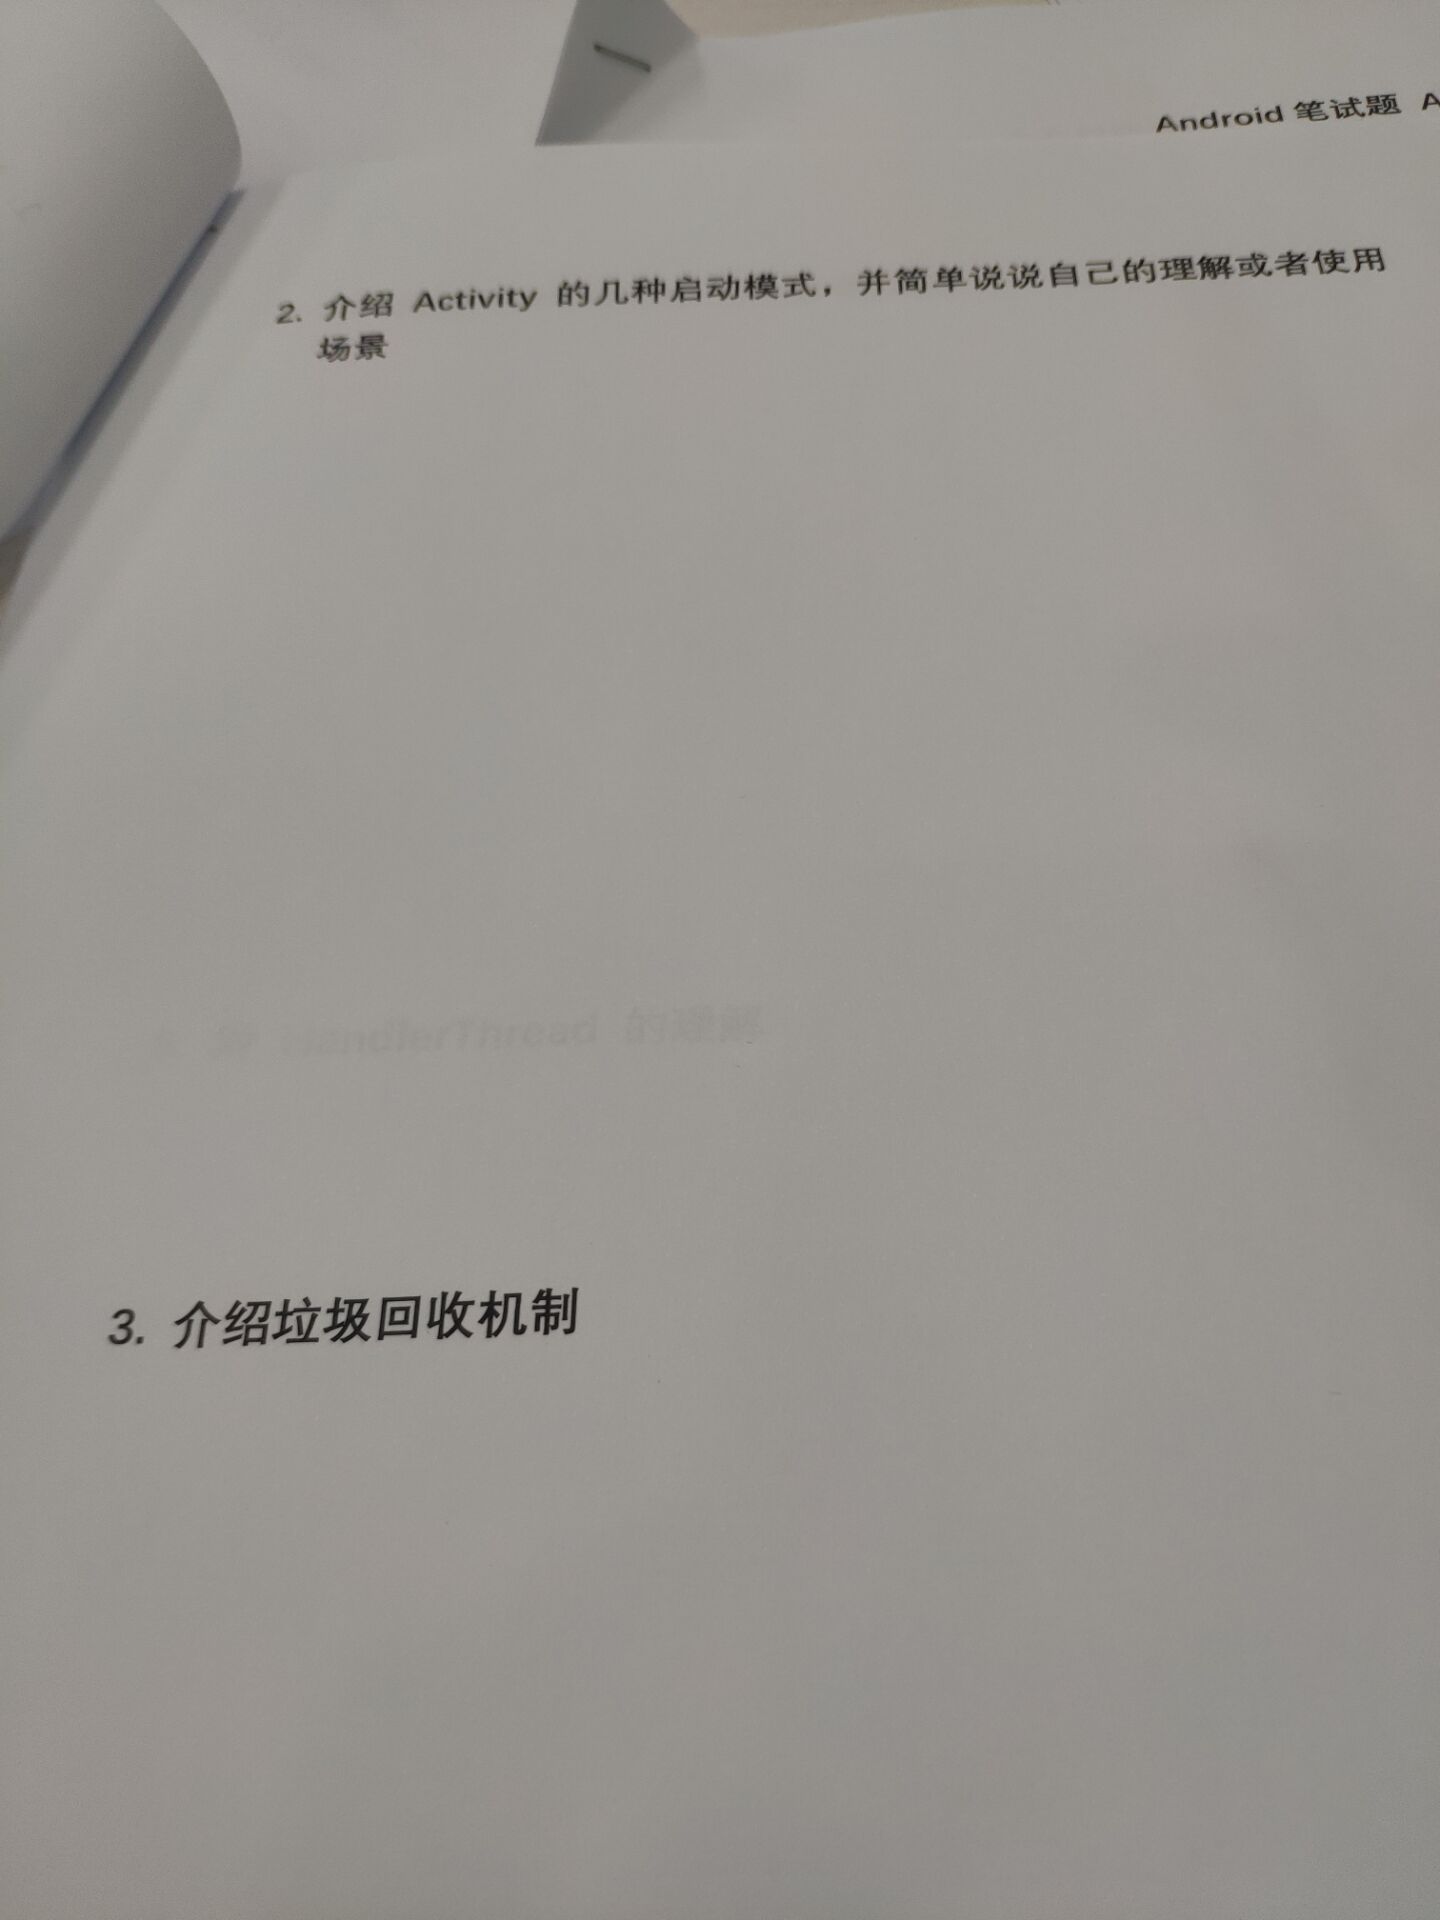 Android 笔试题 A
2. 介绍 Activity 的几种启动模式，并简单说说自己的理解或者使用
场景
HandlerThread 的理解
3. 介绍垃圾回收机制